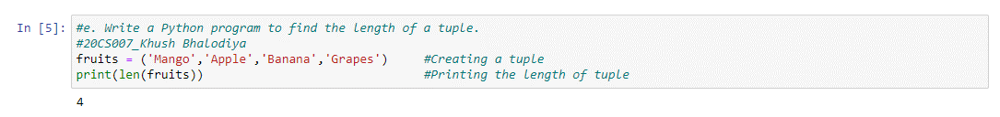 In [5]: #e. Write a Python program to find the length of a tuple.
#20CS007_Khush Bhalodiya
fruits = ('Mango','Apple','Banana','Grapes')     #Creating a tuple
print(len(fruits))                               #Printing the length of tuple
4